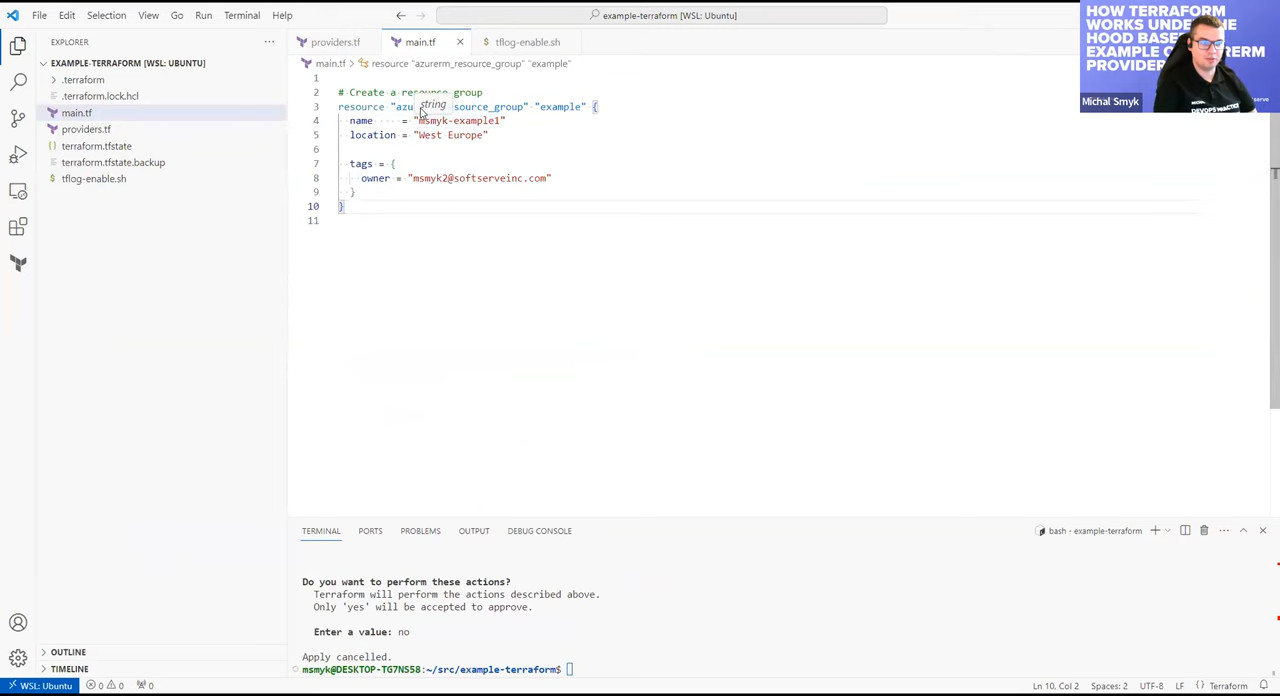 File Edit Selection View Go Run Terminal Help
example-terraform [WSL: Ubuntu]
HOW TERRAFORM
WORKS UNDER THE
HOOD BASE
EXAMPLE O RERM
PROVIDER
DEVOPS PRACTICE
Michal Smyk
EXPLORER
EXAMPLE-TERRAFORM [WSL: UBUNTU]
.terraform
.terraform.lock.hcl
main.tf
providers.tf
terraform.tfstate
terraform.tfstate.backup
tflog-enable.sh
providers.tf main.tf tflog-enable.sh
main.tf > resource "azurerm_resource_group" "example"
1
2 # Create a resource group
string
3 resource "azu source_group" "example" {
4 name = "msmyk-example1"
5 location = "West Europe"
6
7 tags = {
8 owner = "msmyk2@softserveinc.com"
9 }
10 }
11
TERMINAL PORTS PROBLEMS OUTPUT DEBUG CONSOLE
bash - example-terraform
Do you want to perform these actions?
Terraform will perform the actions described above.
Only 'yes' will be accepted to approve.
Enter a value: no
Apply cancelled.
msmyk@DESKTOP-TG7NS58:~/src/example-terraform$
OUTLINE
TIMELINE
WSL: Ubuntu 0 0 0 Ln 10, Col 2 Spaces: 2 UTF-8 LF Terraform